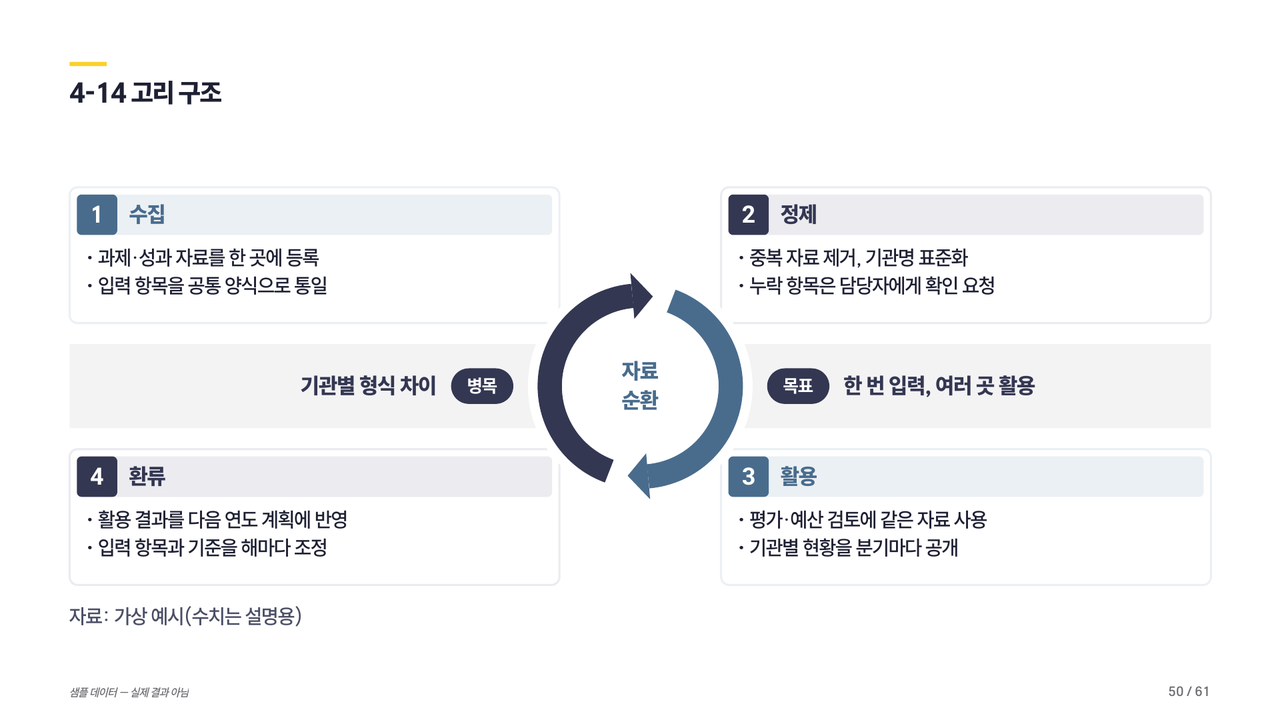 4-14 고리 구조
1 수집
· 과제·성과 자료를 한 곳에 등록
· 입력 항목을 공통 양식으로 통일
2 정제
· 중복 자료 제거, 기관명 표준화
· 누락 항목은 담당자에게 확인 요청
기관별 형식 차이 병목
자료
순환
목표 한 번 입력, 여러 곳 활용
4 환류
· 활용 결과를 다음 연도 계획에 반영
· 입력 항목과 기준을 해마다 조정
3 활용
· 평가·예산 검토에 같은 자료 사용
· 기관별 현황을 분기마다 공개
자료: 가상 예시(수치는 설명용)
샘플 데이터 – 실제 결과 아님
50 / 61